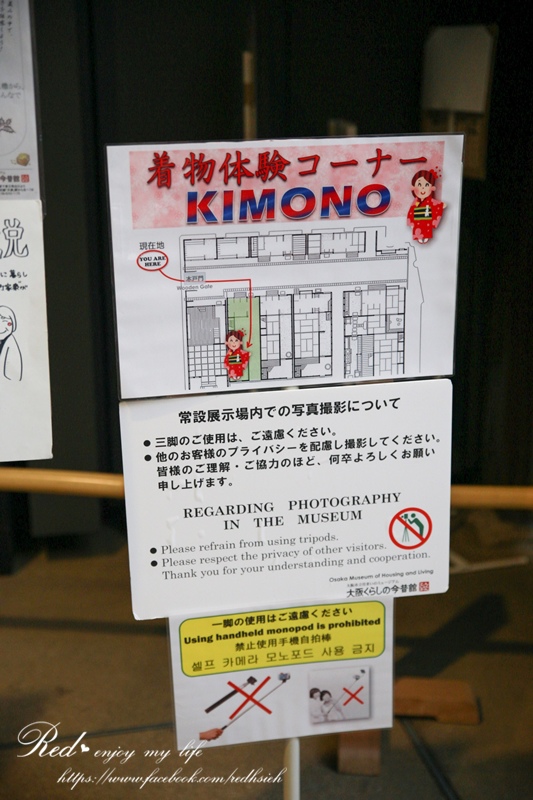 着物体験コーナー
KIMONO
現在地
YOU ARE
HERE
木戸門
Wooden Gate
常設展示場内での写真撮影について
● 三脚のご使用は、ご遠慮ください。
● 他のお客様のプライバシーを配慮し撮影してください。
皆様のご理解・ご協力のほど、何卒よろしくお願い
申し上げます。
REGARDING PHOTOGRAPHY
IN THE MUSEUM
● Please refrain from using tripods.
● Please respect the privacy of other visitors.
Thank you for your understanding and cooperation.
Osaka Museum of Housing and Living
大阪くらしの今昔館
一脚の使用はご遠慮ください
Using handheld monopod is prohibited
禁止使用手機自拍棒
셀프 카메라 모노포드 사용 금지
Red enjoy my life
https://www.facebook.com/redhsieh